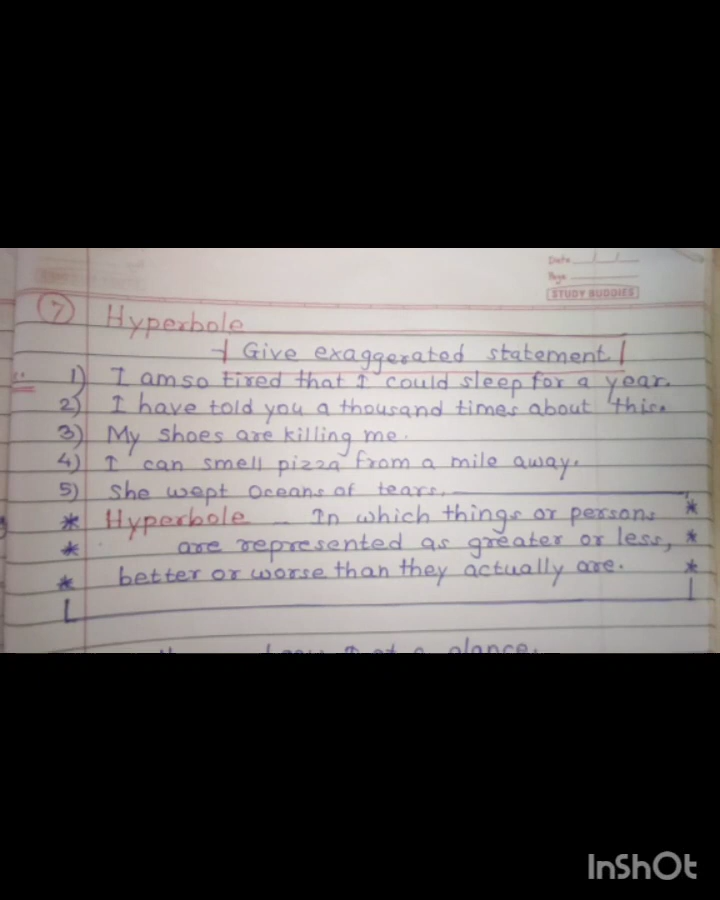 Date
Page
STUDY BUDDIES
7 Hyperbole
Give exaggerated statement
1) I am so tired that I could sleep for a year.
2) I have told you a thousand times about this.
3) My shoes are killing me.
4) I can smell pizza from a mile away.
5) She wept Oceans of tears.
* Hyperbole - In which things or persons *
* are represented as greater or less, *
* better or worse than they actually are. *
at a glance.
InShOt